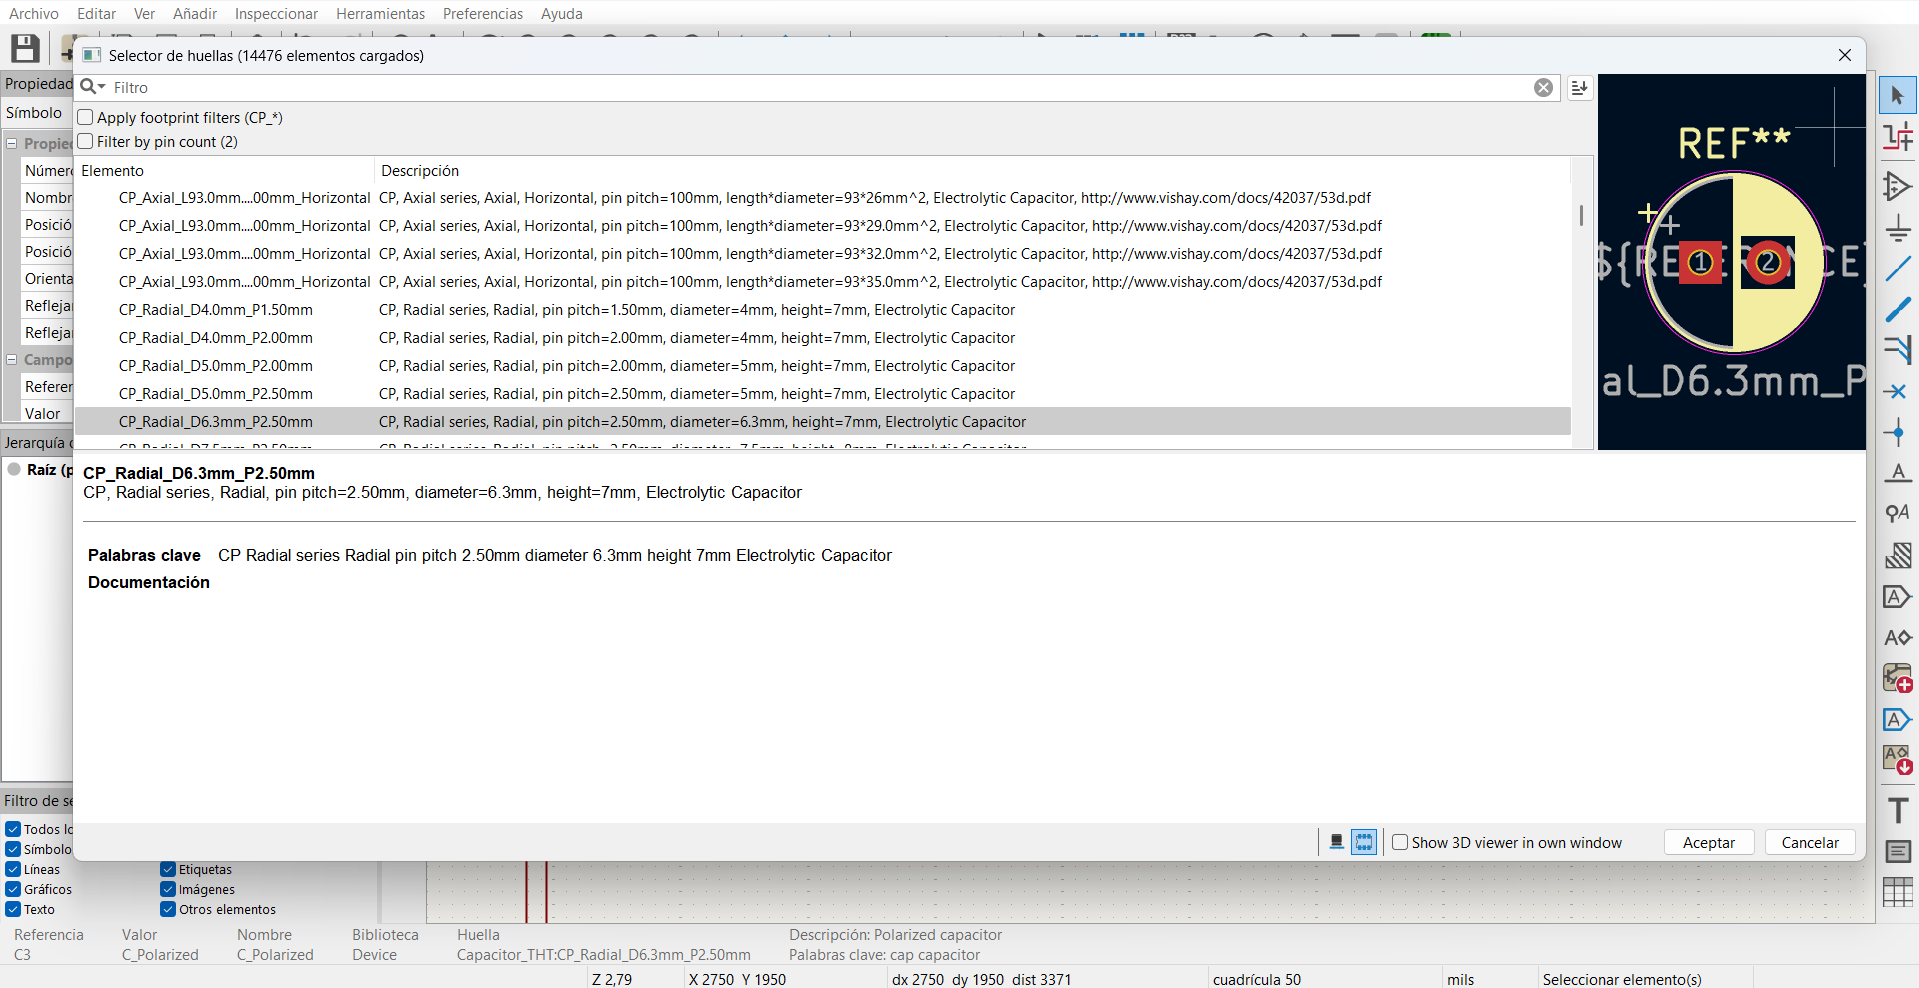 Archivo Editar Ver Añadir Inspeccionar Herramientas Preferencias Ayuda
Selector de huellas (14476 elementos cargados)
Propiedad
Filtro
Símbolo
Apply footprint filters (CP_*)
Filter by pin count (2)
Propie
Elemento Descripción
Númer
CP_Axial_L93.0mm....00mm_Horizontal CP, Axial series, Axial, Horizontal, pin pitch=100mm, length*diameter=93*26mm^2, Electrolytic Capacitor, http://www.vishay.com/docs/42037/53d.pdf
Nombr
CP_Axial_L93.0mm....00mm_Horizontal CP, Axial series, Axial, Horizontal, pin pitch=100mm, length*diameter=93*29.0mm^2, Electrolytic Capacitor, http://www.vishay.com/docs/42037/53d.pdf
Posició
CP_Axial_L93.0mm....00mm_Horizontal CP, Axial series, Axial, Horizontal, pin pitch=100mm, length*diameter=93*32.0mm^2, Electrolytic Capacitor, http://www.vishay.com/docs/42037/53d.pdf
Posició
CP_Axial_L93.0mm....00mm_Horizontal CP, Axial series, Axial, Horizontal, pin pitch=100mm, length*diameter=93*35.0mm^2, Electrolytic Capacitor, http://www.vishay.com/docs/42037/53d.pdf
Orienta
CP_Radial_D4.0mm_P1.50mm CP, Radial series, Radial, pin pitch=1.50mm, diameter=4mm, height=7mm, Electrolytic Capacitor
Reflejar
CP_Radial_D4.0mm_P2.00mm CP, Radial series, Radial, pin pitch=2.00mm, diameter=4mm, height=7mm, Electrolytic Capacitor
Reflejar
CP_Radial_D5.0mm_P2.00mm CP, Radial series, Radial, pin pitch=2.00mm, diameter=5mm, height=7mm, Electrolytic Capacitor
Campo
CP_Radial_D5.0mm_P2.50mm CP, Radial series, Radial, pin pitch=2.50mm, diameter=5mm, height=7mm, Electrolytic Capacitor
Referen
CP_Radial_D6.3mm_P2.50mm CP, Radial series, Radial, pin pitch=2.50mm, diameter=6.3mm, height=7mm, Electrolytic Capacitor
Valor
REF**
1 2
al_D6.3mm_P
Jerarquía
Raíz (p
CP_Radial_D6.3mm_P2.50mm
CP, Radial series, Radial, pin pitch=2.50mm, diameter=6.3mm, height=7mm, Electrolytic Capacitor
Palabras clave CP Radial series Radial pin pitch 2.50mm diameter 6.3mm height 7mm Electrolytic Capacitor
Documentación
Filtro de se
Todos lo
Símbolo
Show 3D viewer in own window Aceptar Cancelar
Líneas Etiquetas
Gráficos Imágenes
Texto Otros elementos
Referencia Valor Nombre Biblioteca Huella Descripción: Polarized capacitor
C3 C_Polarized C_Polarized Device Capacitor_THT:CP_Radial_D6.3mm_P2.50mm Palabras clave: cap capacitor
Z 2,79 X 2750 Y 1950 dx 2750 dy 1950 dist 3371 cuadrícula 50 mils Seleccionar elemento(s)